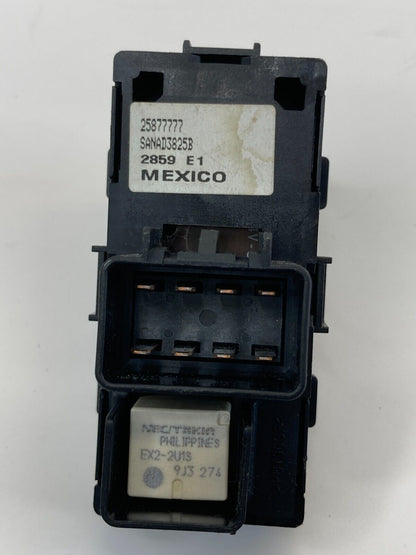 25877777
SANAD3825B
2859 E1
MEXICO
NEC/TOKIN
PHILIPPINES
EX2-2U1S
9J3 274